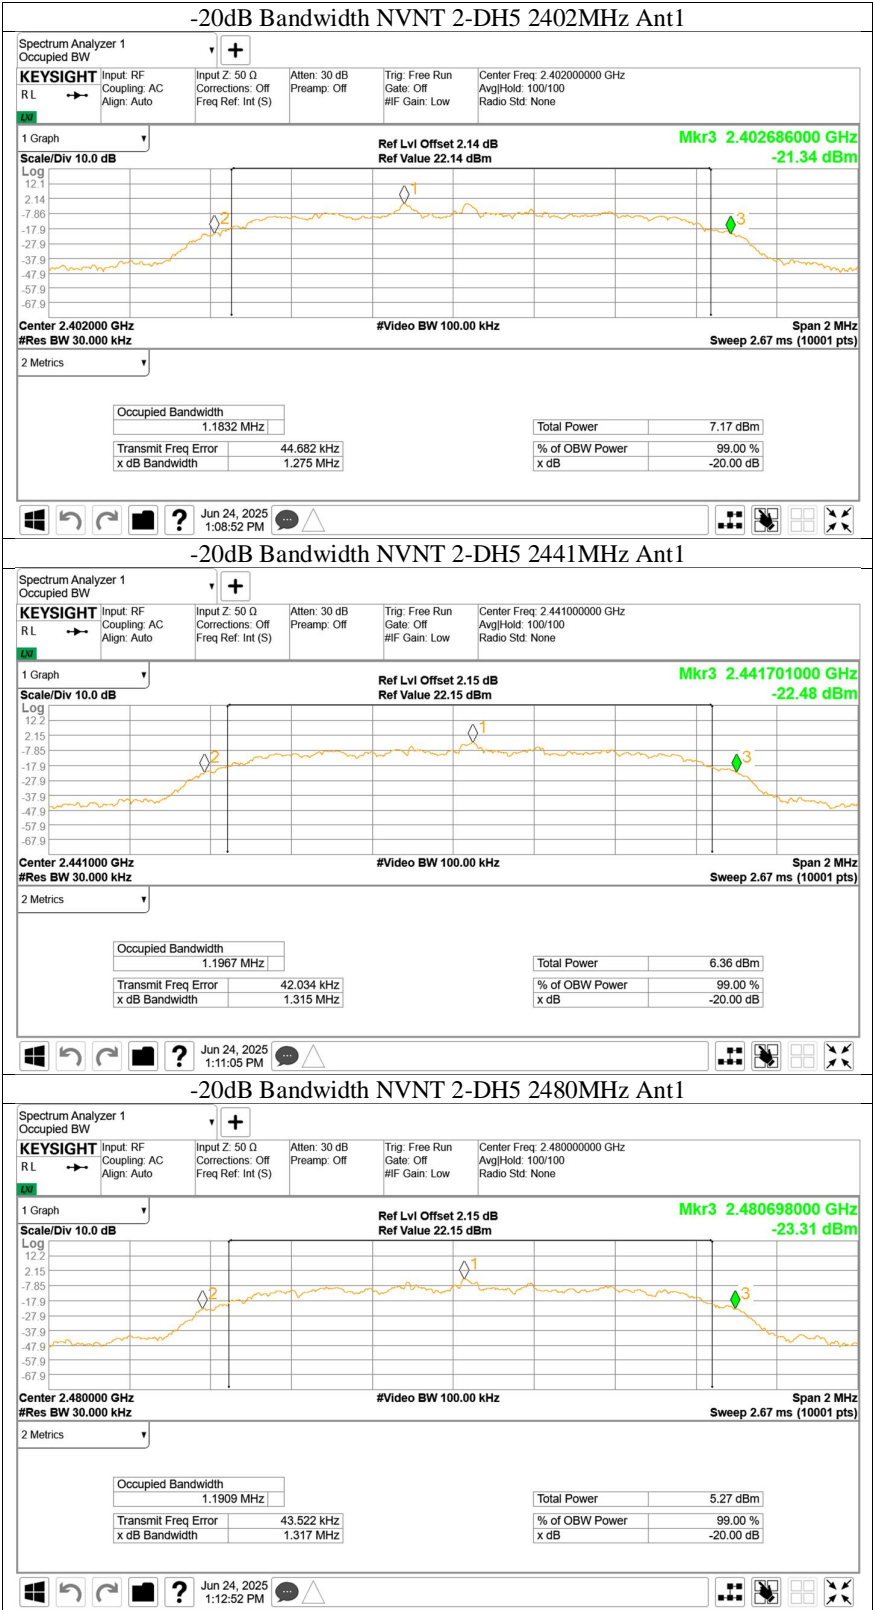 -20dB Bandwidth NVNT 2-DH5 2402MHz Ant1
Spectrum Analyzer 1
Occupied BW
+
KEYSIGHT Input: RF Input Z: 50 Ω Atten: 30 dB Trig: Free Run Center Freq: 2.402000000 GHz
RL Coupling: AC Corrections: Off Preamp: Off Gate: Off Avg|Hold: 100/100
Align: Auto Freq Ref: Int (S) #IF Gain: Low Radio Std: None
LXI
1 Graph Ref Lvl Offset 2.14 dB Mkr3 2.402686000 GHz
Scale/Div 10.0 dB Ref Value 22.14 dBm -21.34 dBm
Log
12.1
2.14
-7.86
-17.9
-27.9
-37.9
-47.9
-57.9
-67.9
1
2
3
Center 2.402000 GHz #Video BW 100.00 kHz Span 2 MHz
#Res BW 30.000 kHz Sweep 2.67 ms (10001 pts)
2 Metrics
Occupied Bandwidth
1.1832 MHz Total Power 7.17 dBm
Transmit Freq Error 44.682 kHz % of OBW Power 99.00 %
x dB Bandwidth 1.275 MHz x dB -20.00 dB
? Jun 24, 2025
1:08:52 PM
-20dB Bandwidth NVNT 2-DH5 2441MHz Ant1
Spectrum Analyzer 1
Occupied BW
+
KEYSIGHT Input: RF Input Z: 50 Ω Atten: 30 dB Trig: Free Run Center Freq: 2.441000000 GHz
RL Coupling: AC Corrections: Off Preamp: Off Gate: Off Avg|Hold: 100/100
Align: Auto Freq Ref: Int (S) #IF Gain: Low Radio Std: None
LXI
1 Graph Ref Lvl Offset 2.15 dB Mkr3 2.441701000 GHz
Scale/Div 10.0 dB Ref Value 22.15 dBm -22.48 dBm
Log
12.2
2.15
-7.85
-17.9
-27.9
-37.9
-47.9
-57.9
-67.9
1
2
3
Center 2.441000 GHz #Video BW 100.00 kHz Span 2 MHz
#Res BW 30.000 kHz Sweep 2.67 ms (10001 pts)
2 Metrics
Occupied Bandwidth
1.1967 MHz Total Power 6.36 dBm
Transmit Freq Error 42.034 kHz % of OBW Power 99.00 %
x dB Bandwidth 1.315 MHz x dB -20.00 dB
? Jun 24, 2025
1:11:05 PM
-20dB Bandwidth NVNT 2-DH5 2480MHz Ant1
Spectrum Analyzer 1
Occupied BW
+
KEYSIGHT Input: RF Input Z: 50 Ω Atten: 30 dB Trig: Free Run Center Freq: 2.480000000 GHz
RL Coupling: AC Corrections: Off Preamp: Off Gate: Off Avg|Hold: 100/100
Align: Auto Freq Ref: Int (S) #IF Gain: Low Radio Std: None
LXI
1 Graph Ref Lvl Offset 2.15 dB Mkr3 2.480698000 GHz
Scale/Div 10.0 dB Ref Value 22.15 dBm -23.31 dBm
Log
12.2
2.15
-7.85
-17.9
-27.9
-37.9
-47.9
-57.9
-67.9
1
2
3
Center 2.480000 GHz #Video BW 100.00 kHz Span 2 MHz
#Res BW 30.000 kHz Sweep 2.67 ms (10001 pts)
2 Metrics
Occupied Bandwidth
1.1909 MHz Total Power 5.27 dBm
Transmit Freq Error 43.522 kHz % of OBW Power 99.00 %
x dB Bandwidth 1.317 MHz x dB -20.00 dB
? Jun 24, 2025
1:12:52 PM